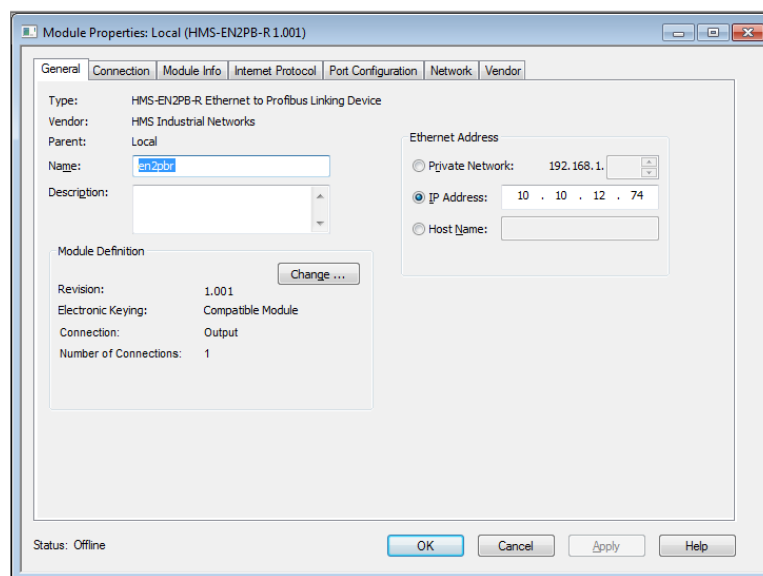 Module Properties: Local (HMS-EN2PB-R 1.001)
General Connection Module Info Internet Protocol Port Configuration Network Vendor
Type: HMS-EN2PB-R Ethernet to Profibus Linking Device
Vendor: HMS Industrial Networks
Parent: Local
Name: en2pbr
Description:
Ethernet Address
Private Network: 192.168.1.
IP Address: 10 . 10 . 12 . 74
Host Name:
Module Definition
Change ...
Revision: 1.001
Electronic Keying: Compatible Module
Connection: Output
Number of Connections: 1
Status: Offline
OK Cancel Apply Help